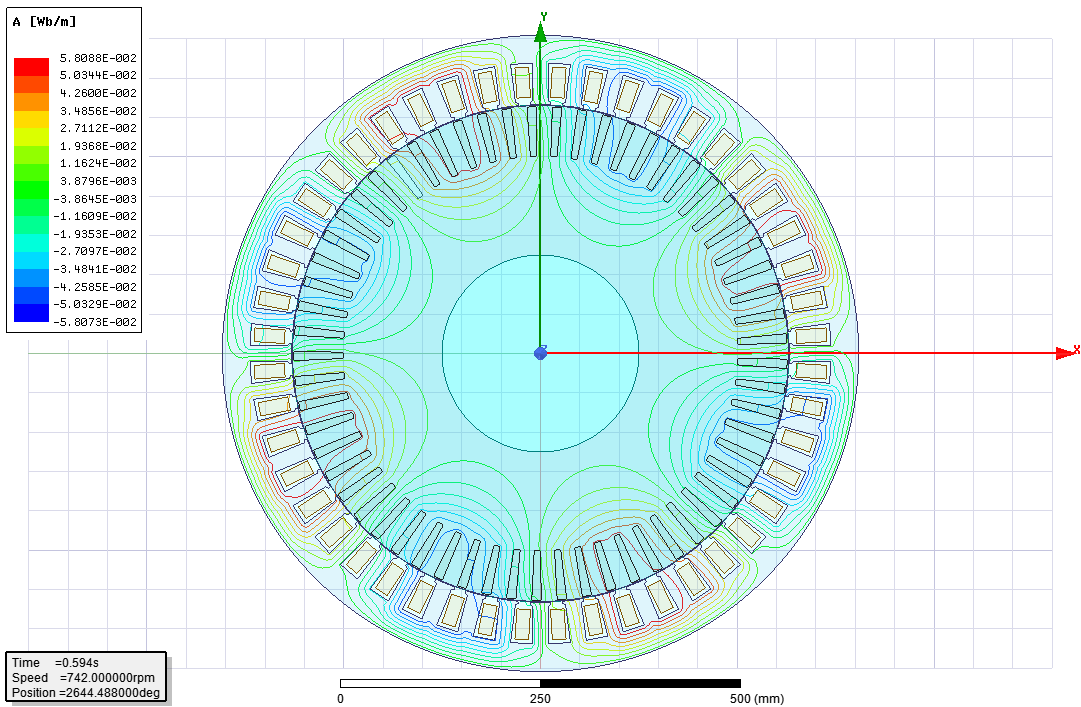 A [Wb/m]
5.8088E-002
5.0344E-002
4.2600E-002
3.4856E-002
2.7112E-002
1.9368E-002
1.1624E-002
3.8796E-003
-3.8645E-003
-1.1609E-002
-1.9353E-002
-2.7097E-002
-3.4841E-002
-4.2585E-002
-5.0329E-002
-5.8073E-002
Y
X
Time =0.594s
Speed =742.000000rpm
Position =2644.488000deg
0 250 500 (mm)